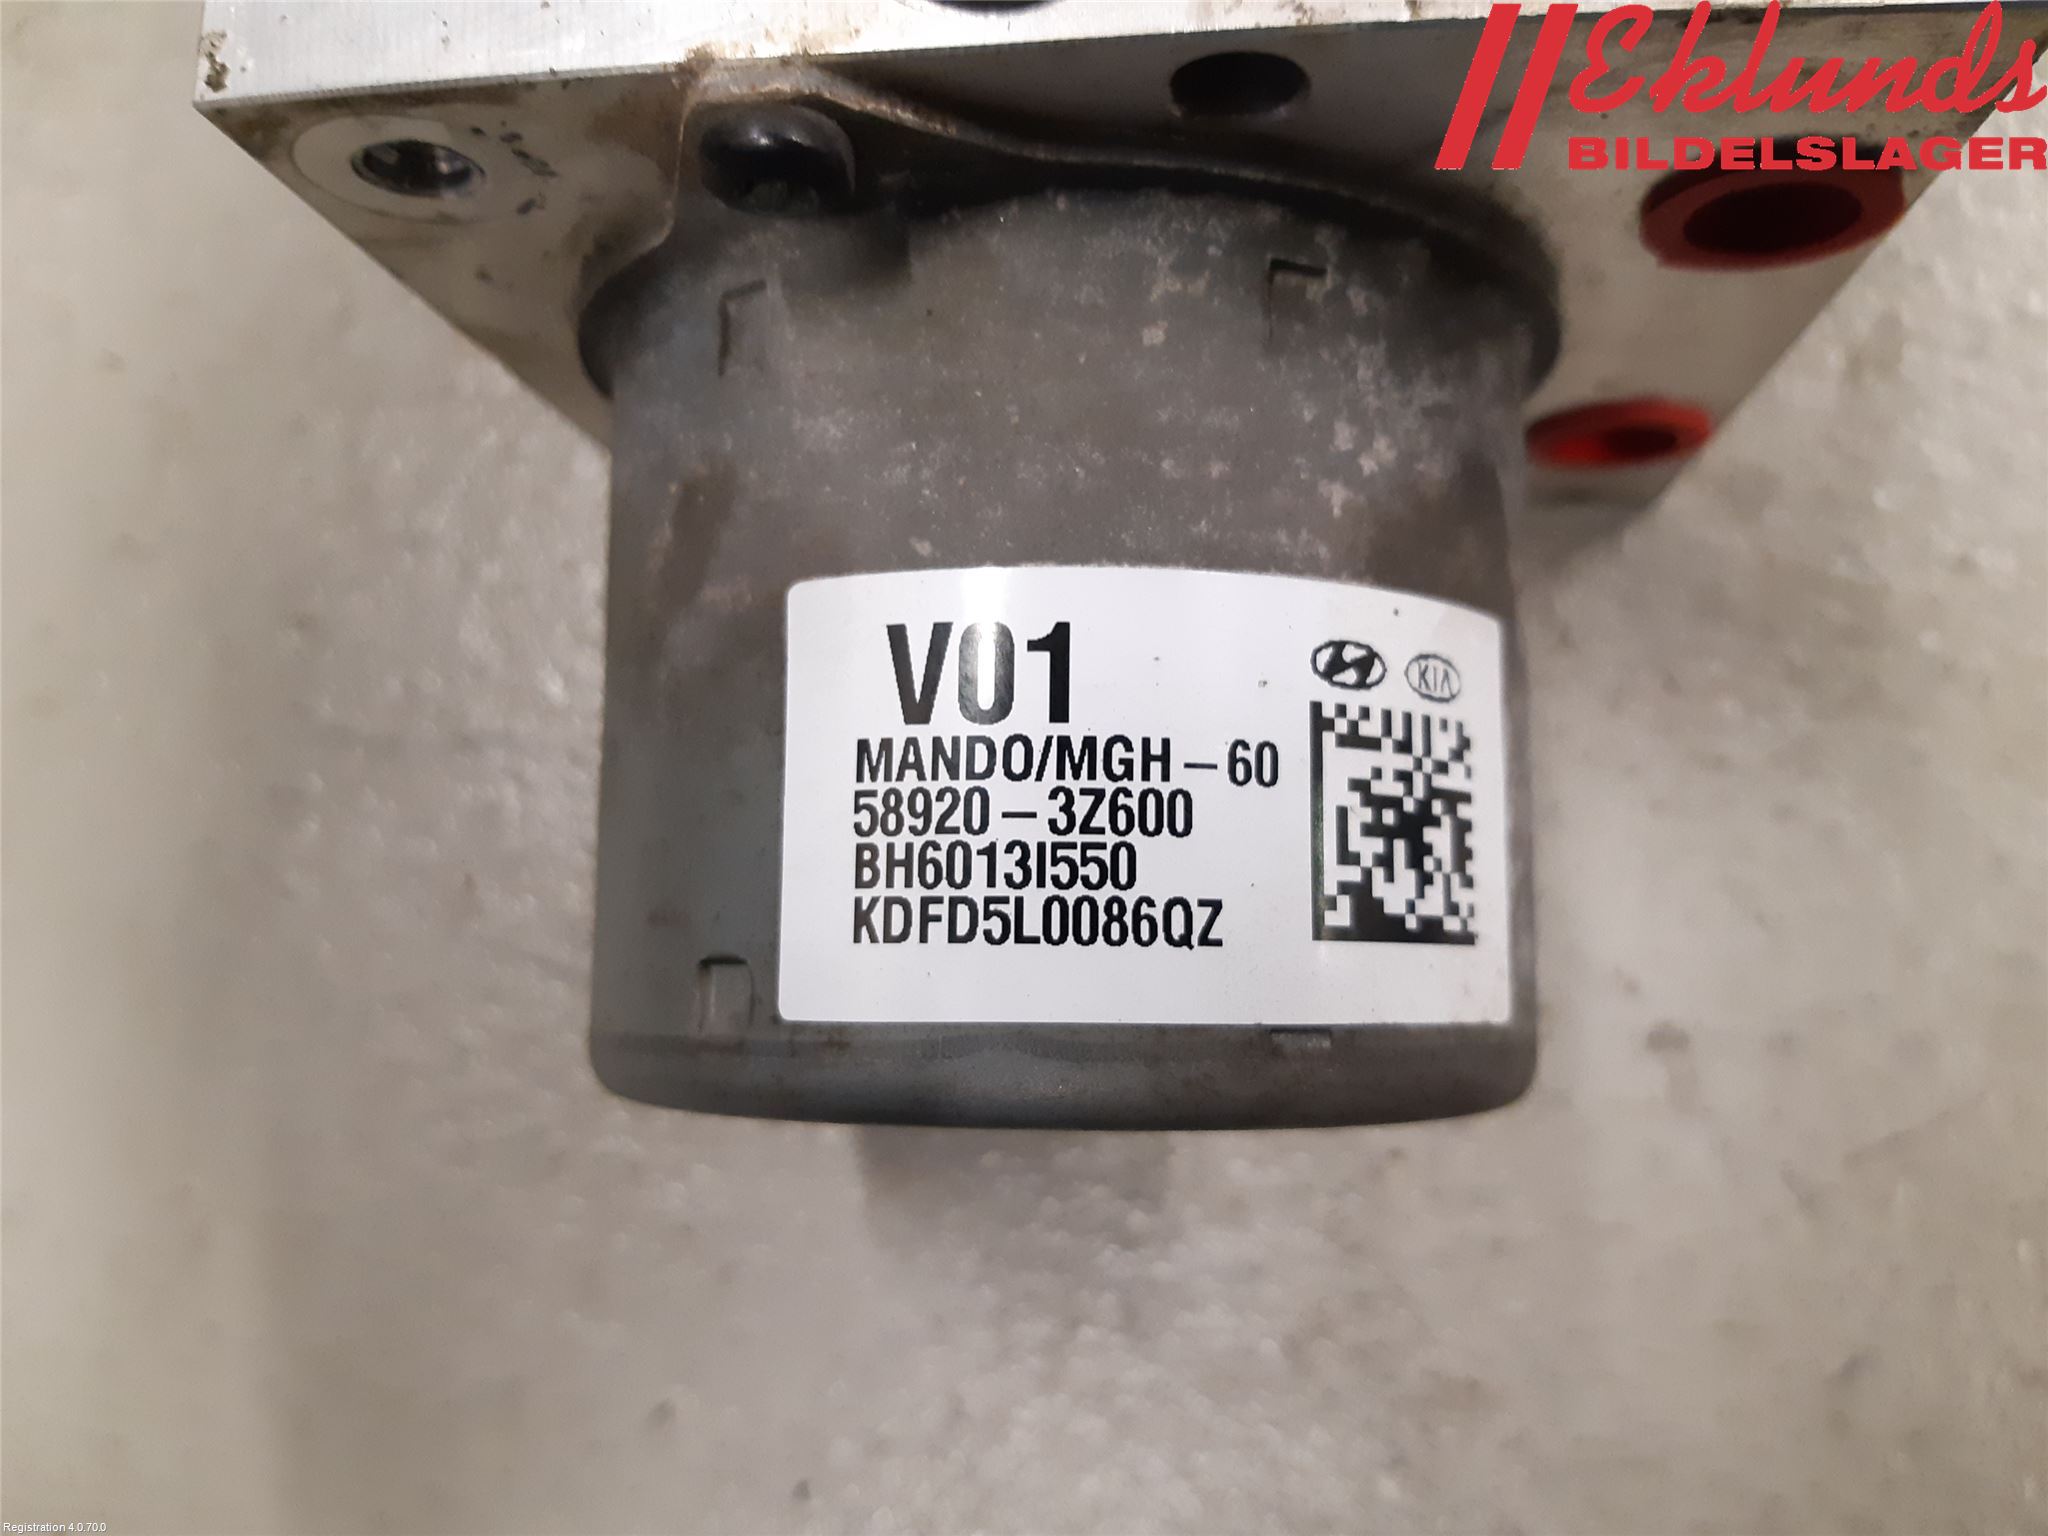 Eklunds
BILDELSLAGER
V01
KIA
MANDO/MGH-60
58920-3Z600
BH6013I550
KDFD5L0086QZ
Registration 4.0.70.0